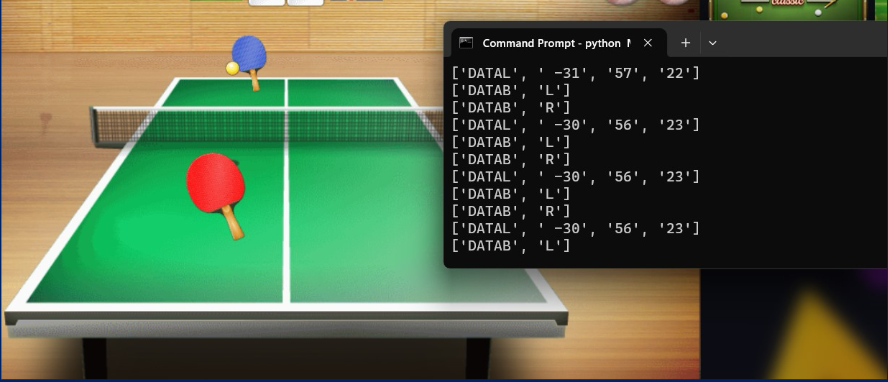 classic
Command Prompt - python
['DATAL', ' -31', '57', '22']
['DATAB', 'L']
['DATAB', 'R']
['DATAL', ' -30', '56', '23']
['DATAB', 'L']
['DATAB', 'R']
['DATAL', ' -30', '56', '23']
['DATAB', 'L']
['DATAB', 'R']
['DATAL', ' -30', '56', '23']
['DATAB', 'L']